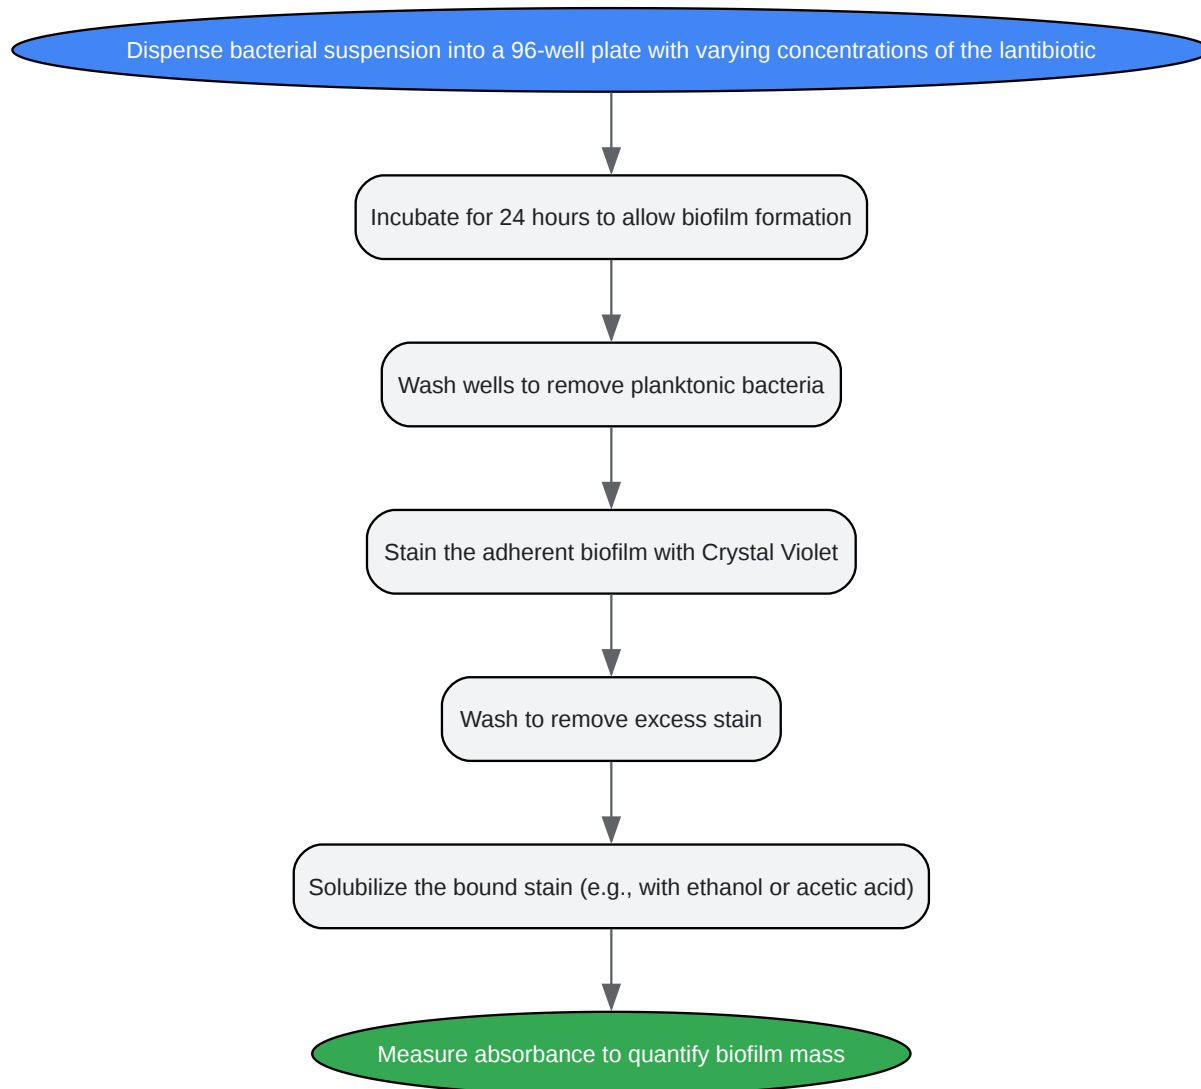 Dispense bacterial suspension into a 96-well plate with varying concentrations of the lantibiotic
Incubate for 24 hours to allow biofilm formation
Wash wells to remove planktonic bacteria
Stain the adherent biofilm with Crystal Violet
Wash to remove excess stain
Solubilize the bound stain (e.g., with ethanol or acetic acid)
Measure absorbance to quantify biofilm mass